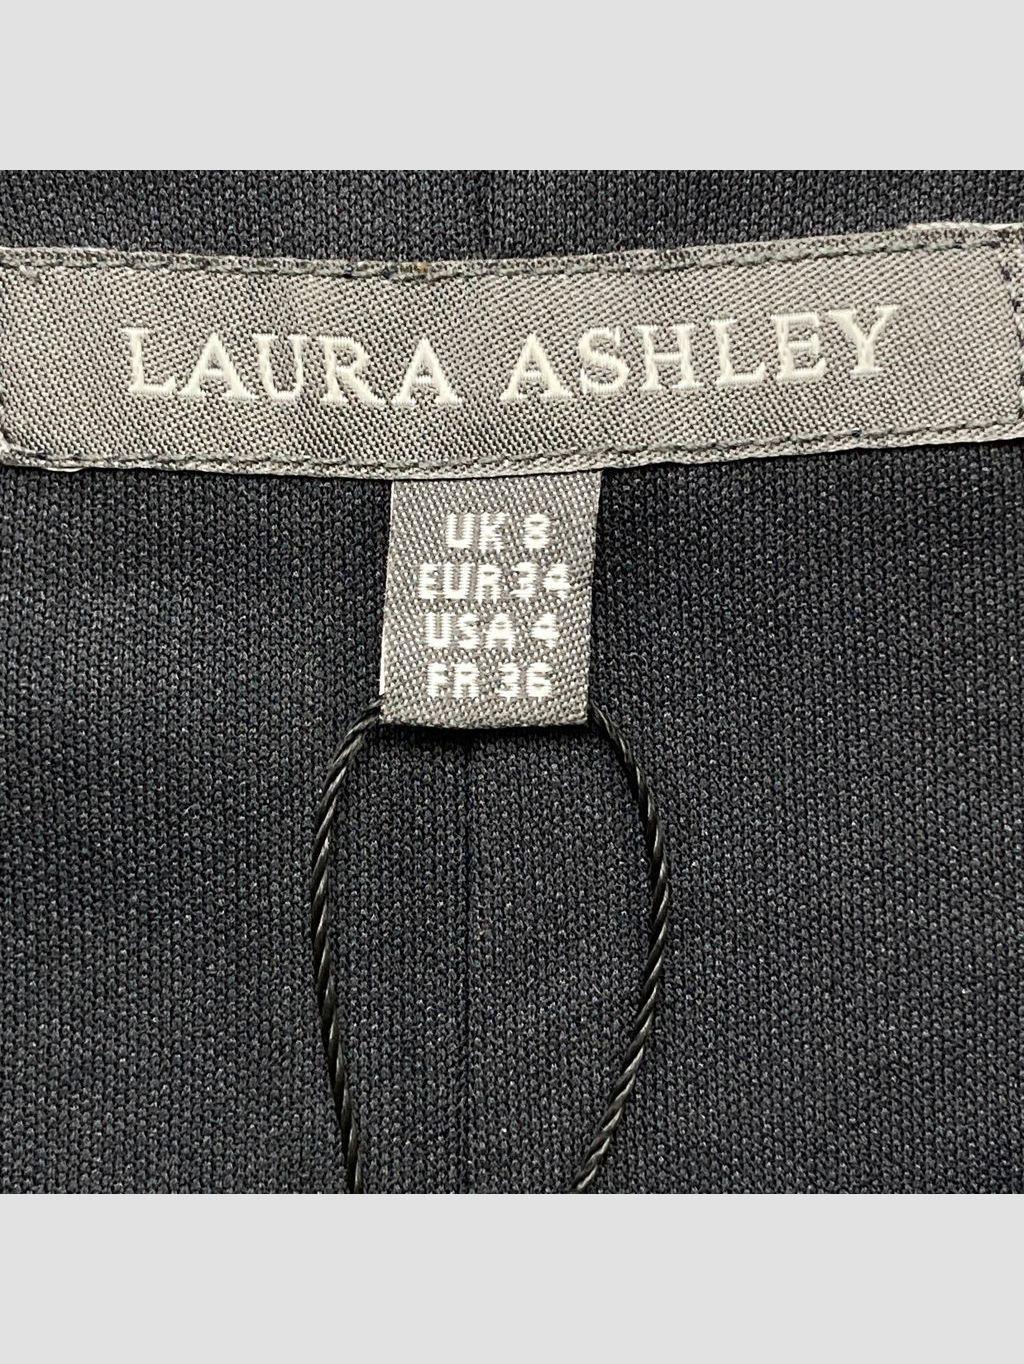 LAURA ASHLEY
UK 8
EUR 34
USA 4
FR 36